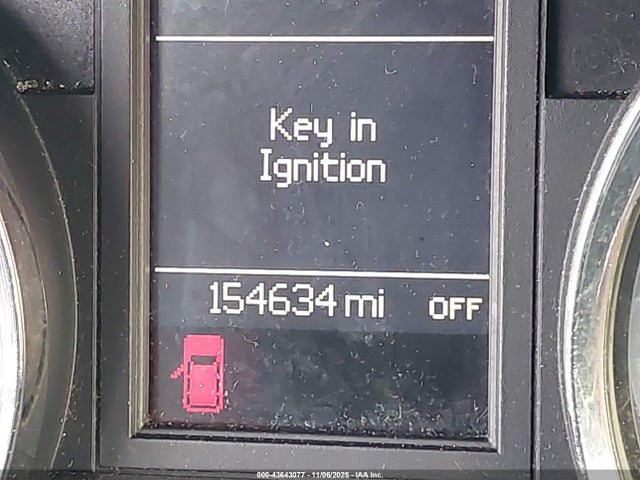 Key in
Ignition
154634 mi OFF
000-43643077 - 11/06/2025 - IAA Inc.